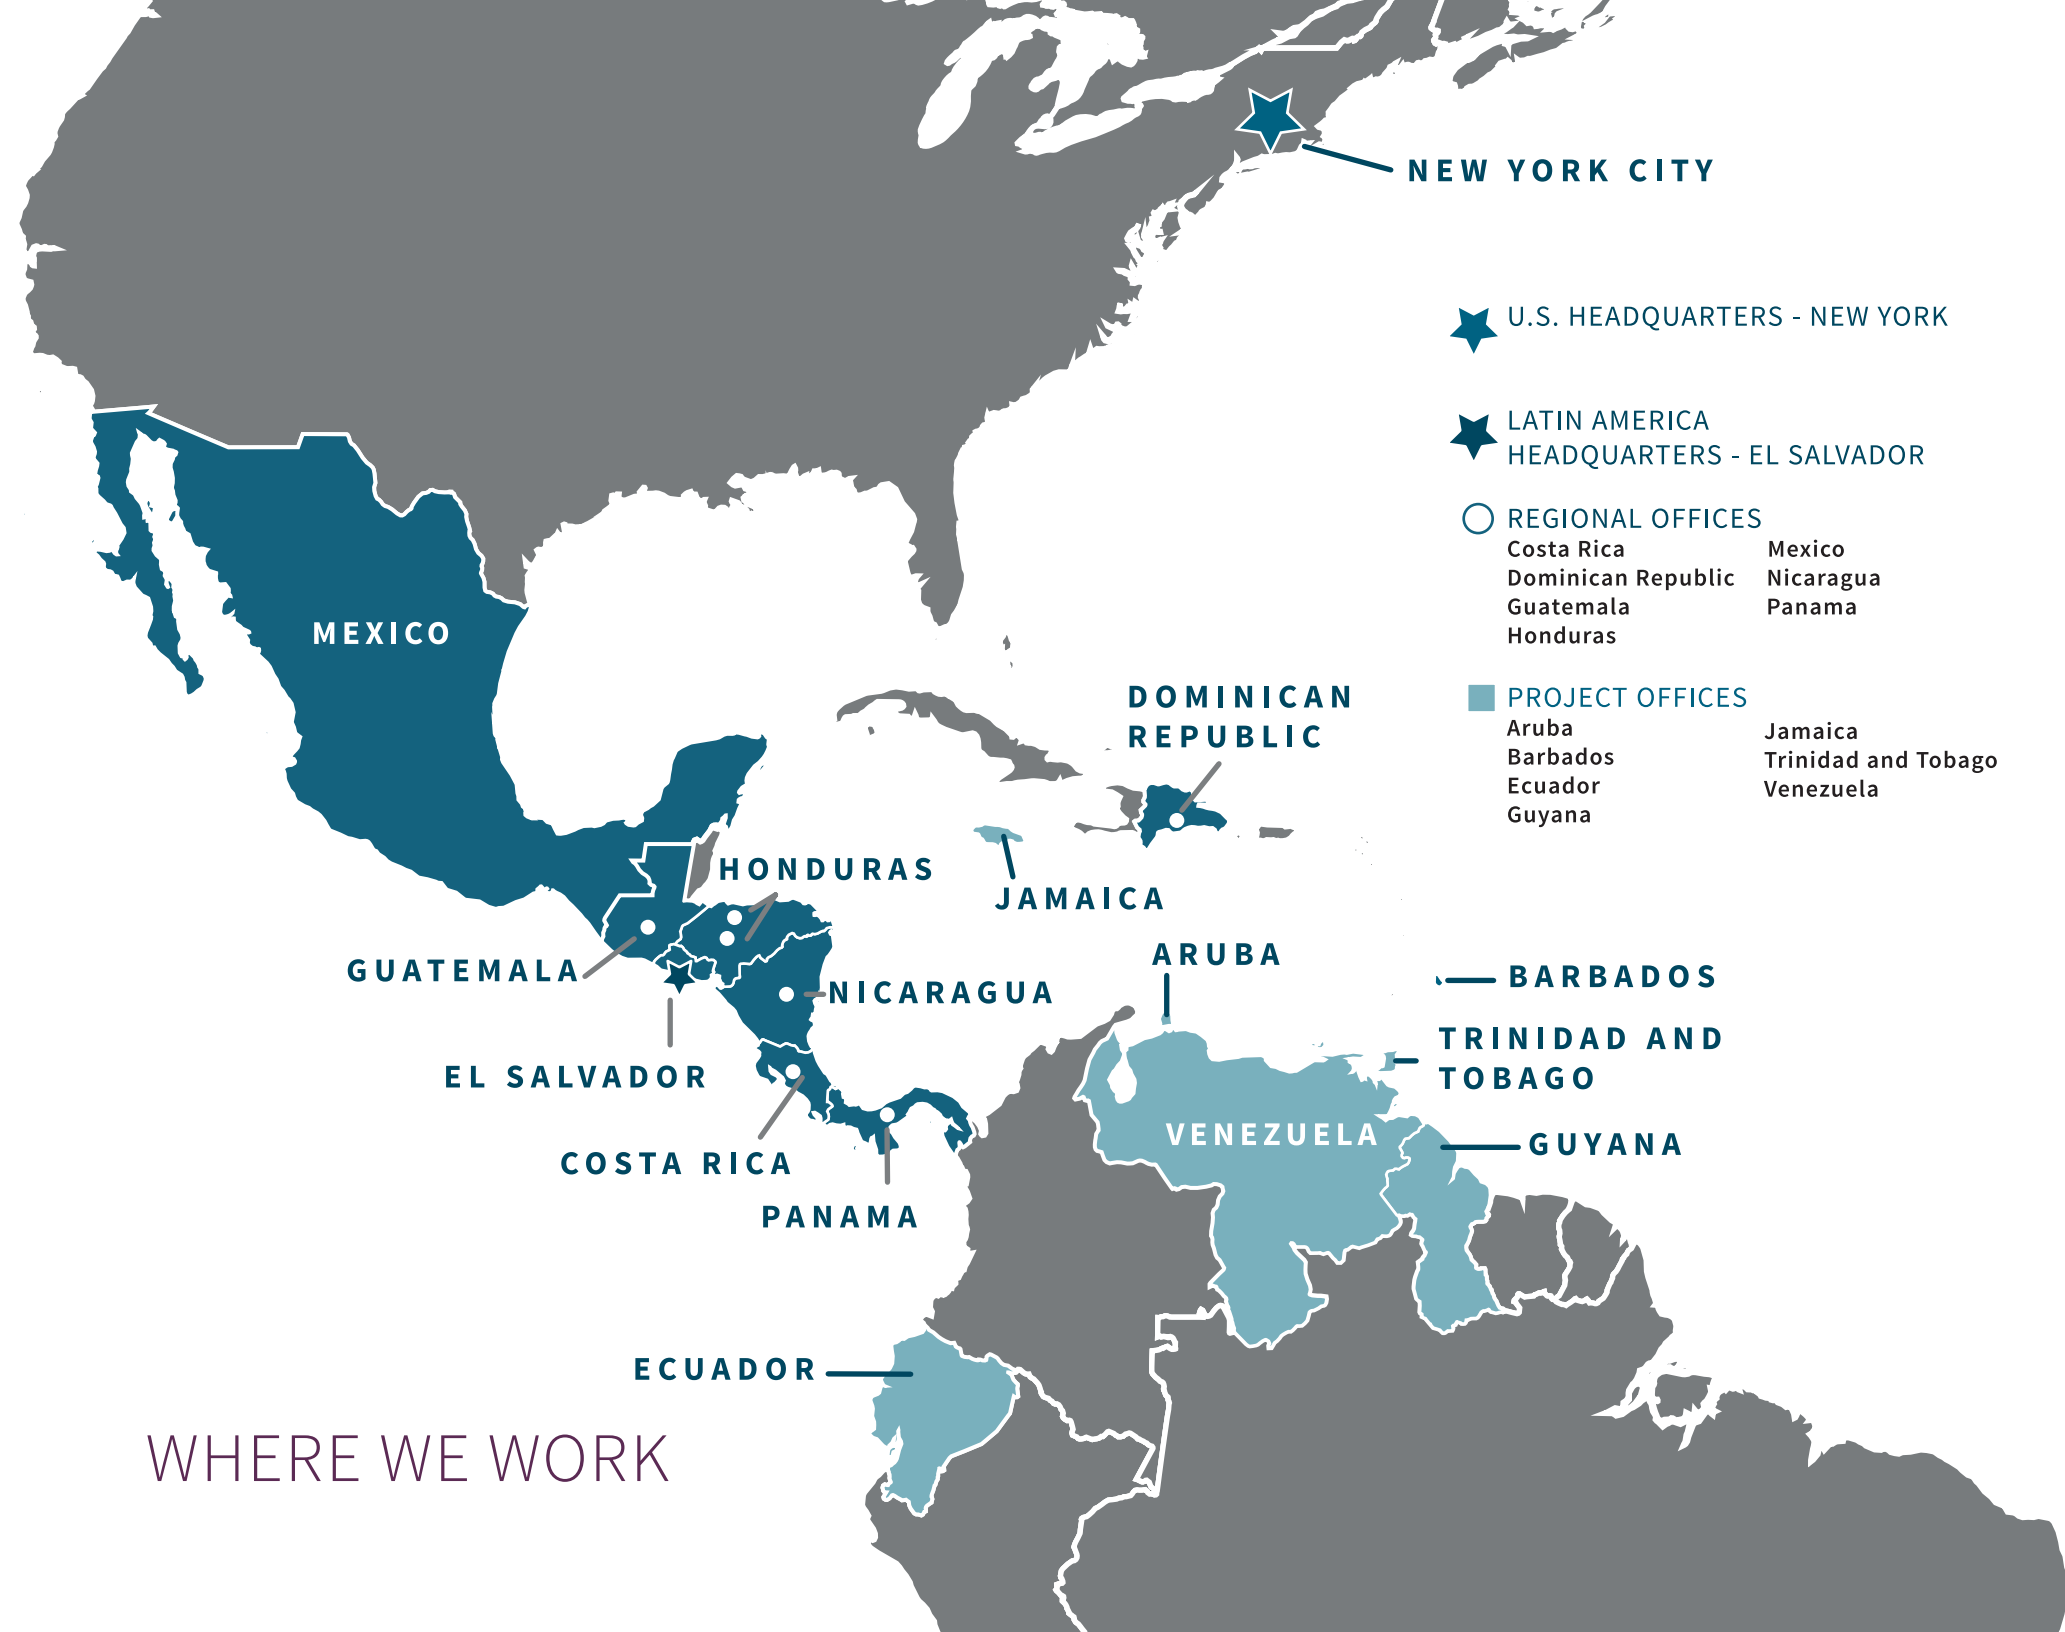 NEW YORK CITY
U.S. HEADQUARTERS - NEW YORK
LATIN AMERICA
HEADQUARTERS - EL SALVADOR
REGIONAL OFFICES
Costa Rica
Dominican Republic
Guatemala
Honduras
Mexico
Nicaragua
Panama
PROJECT OFFICES
Aruba
Barbados
Ecuador
Guyana
Jamaica
Trinidad and Tobago
Venezuela
MEXICO
DOMINICAN
REPUBLIC
HONDURAS
JAMAICA
GUATEMALA
ARUBA
BARBADOS
NICARAGUA
TRINIDAD AND
TOBAGO
EL SALVADOR
VENEZUELA
GUYANA
COSTA RICA
PANAMA
ECUADOR
WHERE WE WORK